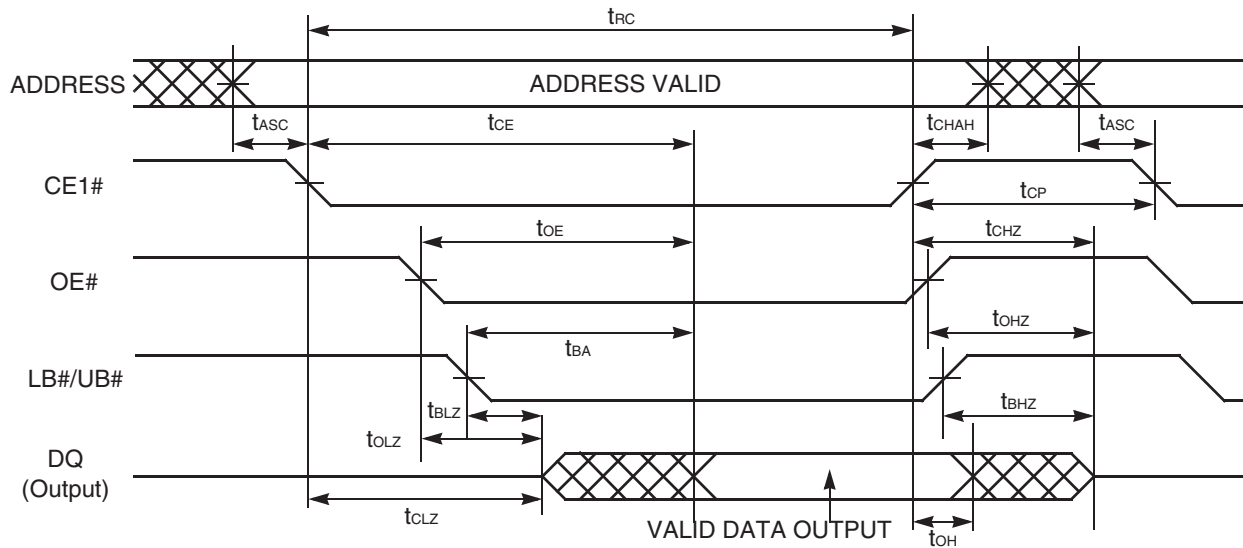 tRC
ADDRESS
ADDRESS VALID
tASC
tCE
tCHAH
tASC
CE1#
tCP
tOE
tCHZ
OE#
tOHZ
tBA
LB#/UB#
tBLZ
tBHZ
tOLZ
DQ
(Output)
tCLZ
VALID DATA OUTPUT
tOH